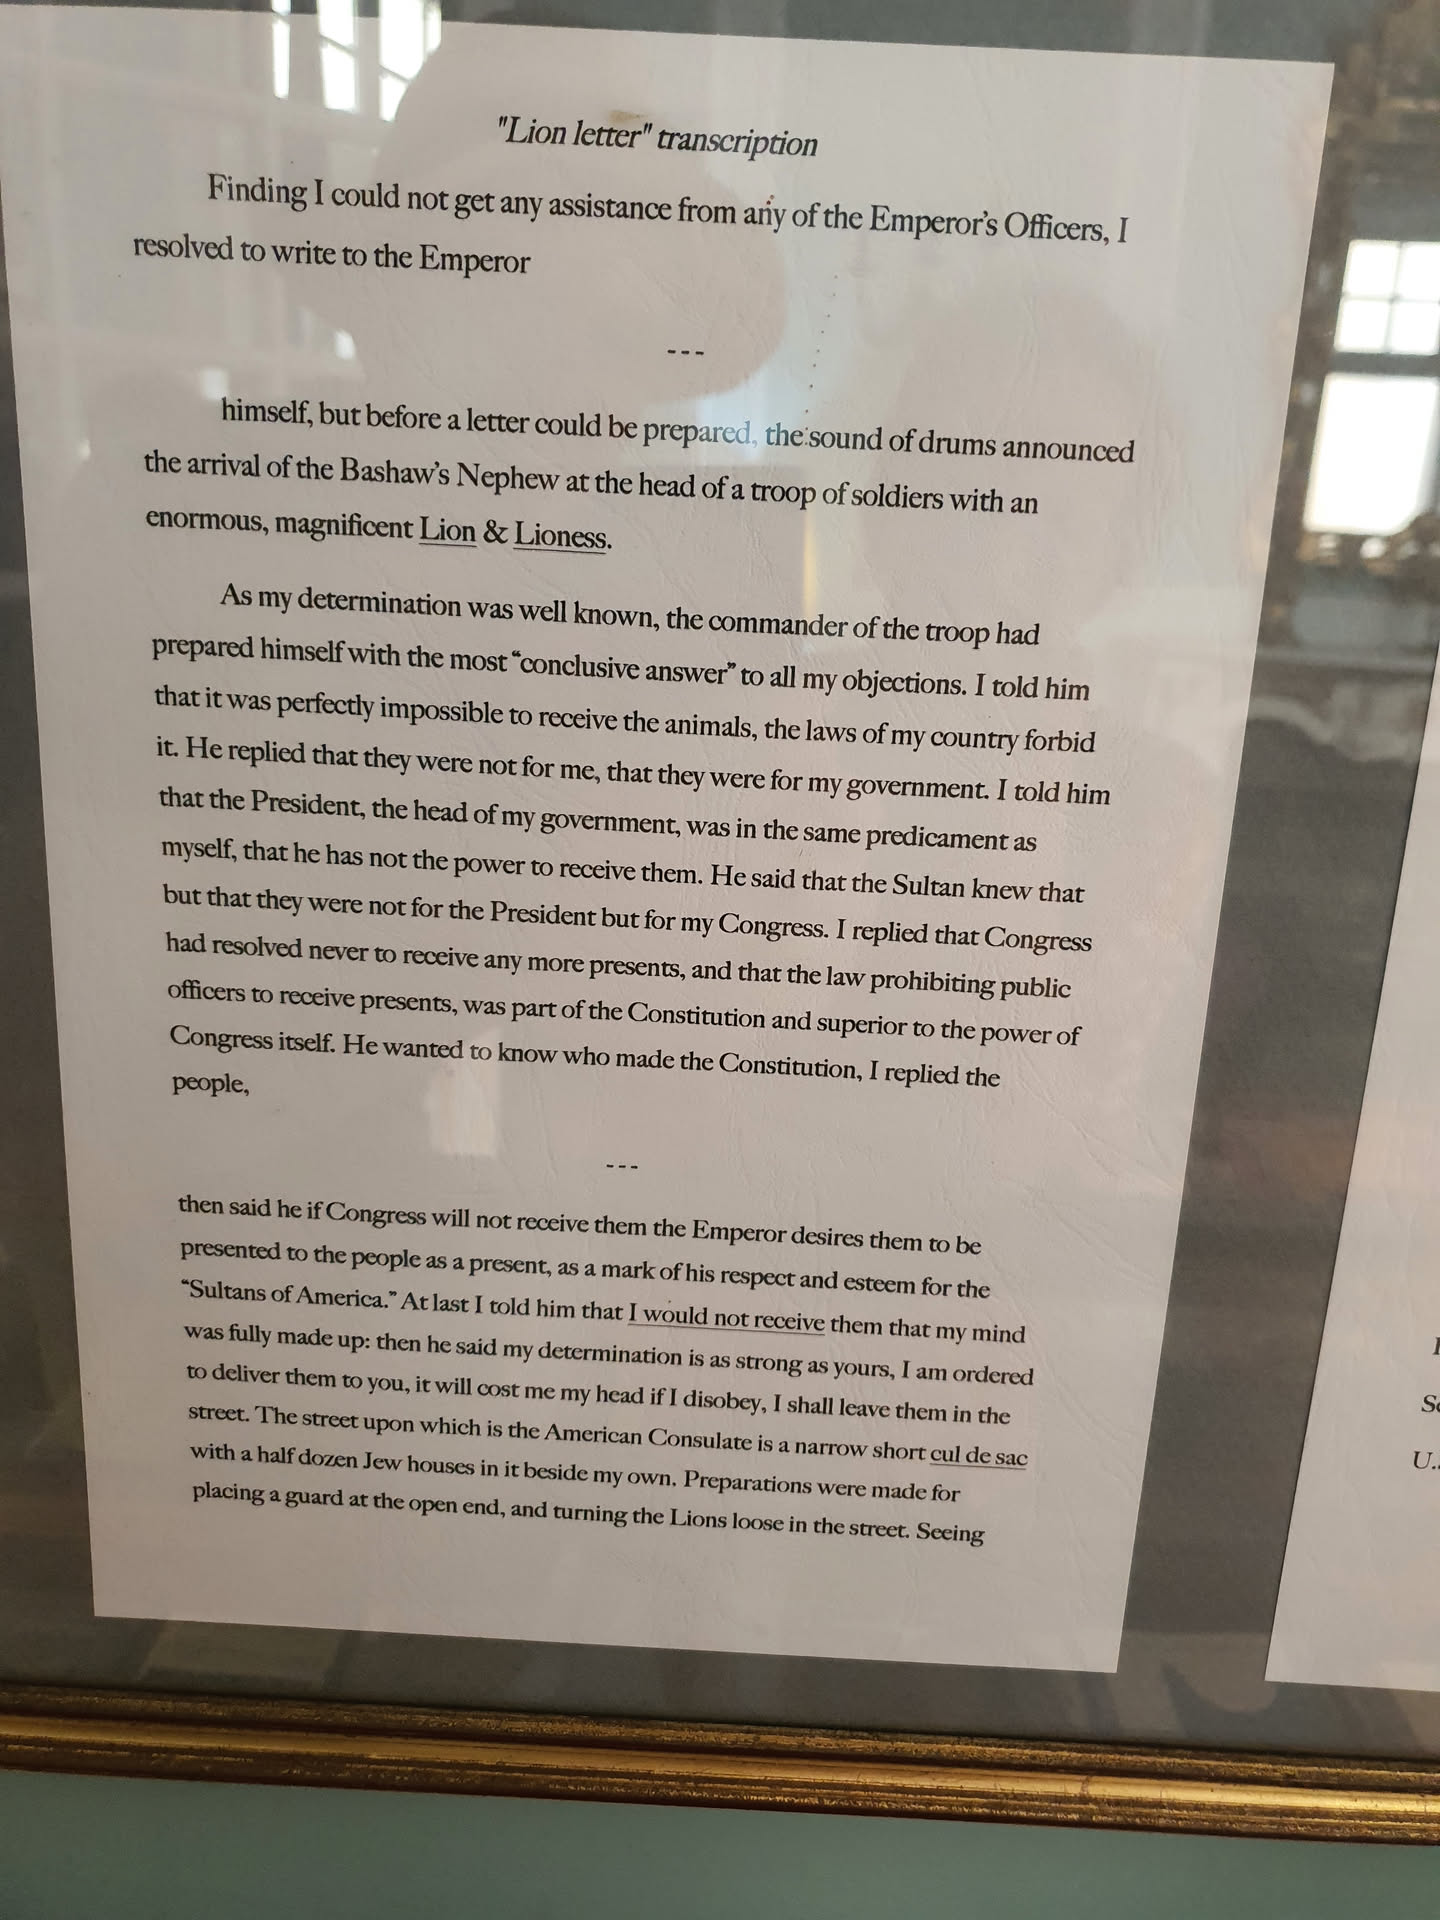 "Lion letter" transcription
Finding I could not get any assistance from any of the Emperor's Officers, I
resolved to write to the Emperor
---
himself, but before a letter could be prepared, the sound of drums announced
the arrival of the Bashaw's Nephew at the head of a troop of soldiers with an
enormous, magnificent Lion & Lioness.
As my determination was well known, the commander of the troop had
prepared himself with the most “conclusive answer” to all my objections. I told him
that it was perfectly impossible to receive the animals, the laws of my country forbid
it. He replied that they were not for me, that they were for my government. I told him
that the President, the head of my government, was in the same predicament as
myself, that he has not the power to receive them. He said that the Sultan knew that
but that they were not for the President but for my Congress. I replied that Congress
had resolved never to receive any more presents, and that the law prohibiting public
officers to receive presents, was part of the Constitution and superior to the power of
Congress itself. He wanted to know who made the Constitution, I replied the
people,
---
then said he if Congress will not receive them the Emperor desires them to be
presented to the people as a present, as a mark of his respect and esteem for the
“Sultans of America.” At last I told him that I would not receive them that my mind
was fully made up: then he said my determination is as strong as yours, I am ordered
to deliver them to you, it will cost me my head if I disobey, I shall leave them in the
street. The street upon which is the American Consulate is a narrow short cul de sac
with a half dozen Jew houses in it beside my own. Preparations were made for
placing a guard at the open end, and turning the Lions loose in the street. Seeing